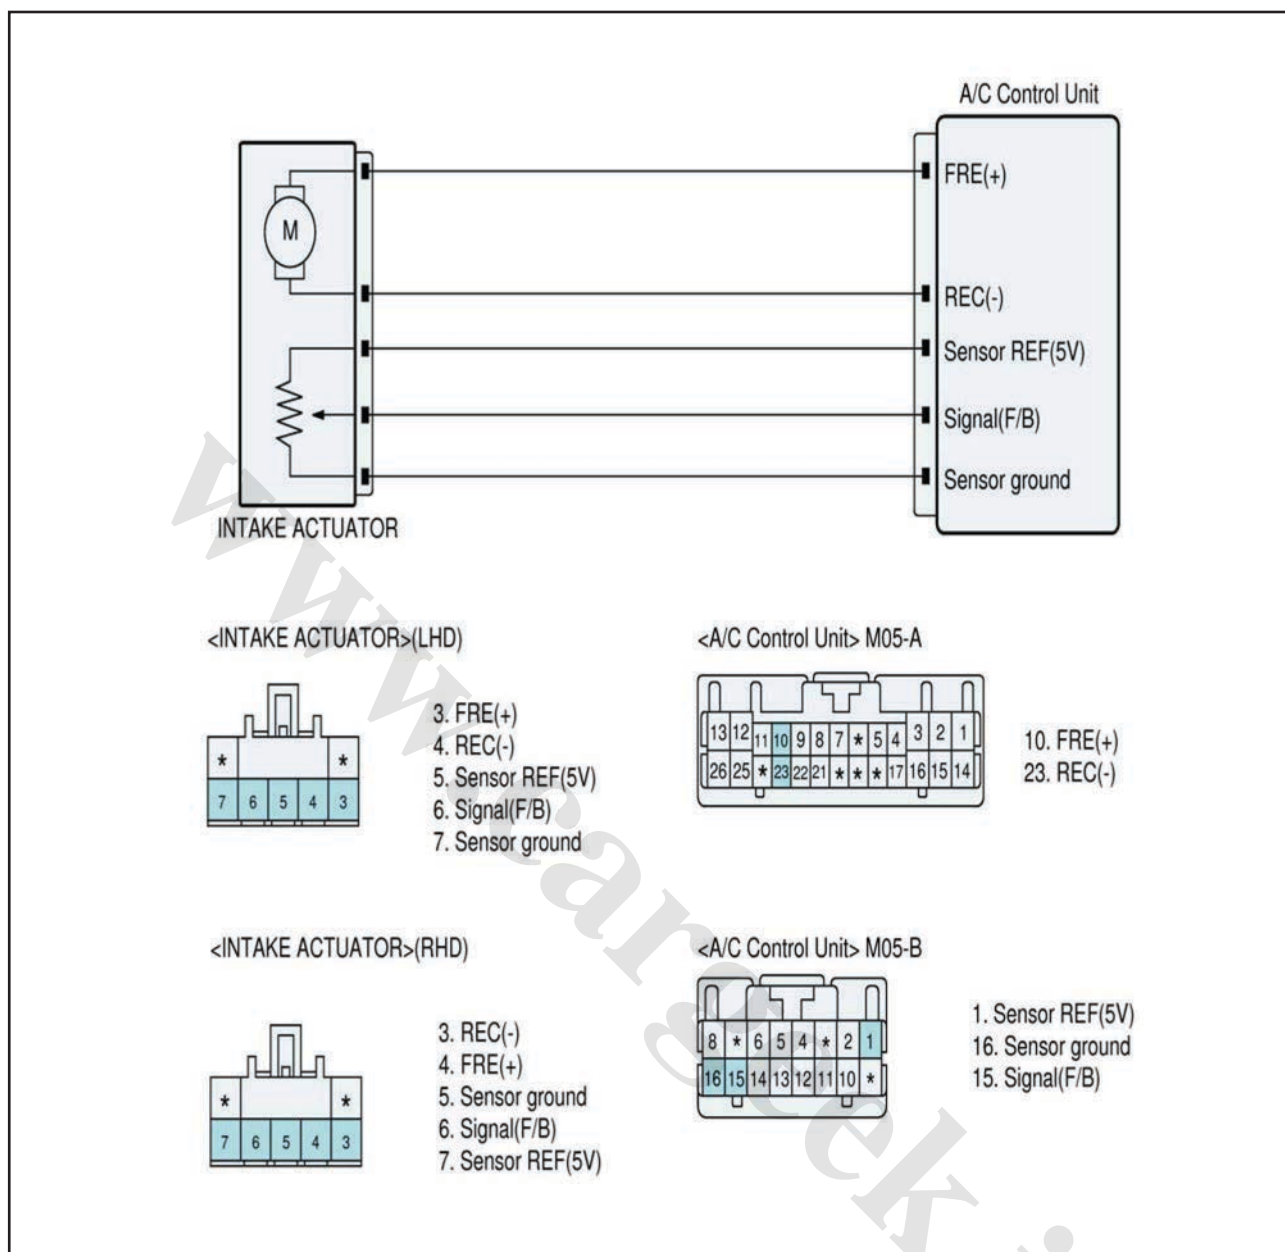 A/C Control Unit
FRE(+)
M
REC(-)
Sensor REF(5V)
Signal(F/B)
Sensor ground
INTAKE ACTUATOR
<INTAKE ACTUATOR>(LHD)
* *
7 6 5 4 3
3. FRE(+)
4. REC(-)
5. Sensor REF(5V)
6. Signal(F/B)
7. Sensor ground
<A/C Control Unit> M05-A
13 12 11 10 9 8 7 * 5 4 3 2 1
26 25 * 23 22 21 * * * 17 16 15 14
10. FRE(+)
23. REC(-)
<INTAKE ACTUATOR>(RHD)
* *
7 6 5 4 3
3. REC(-)
4. FRE(+)
5. Sensor ground
6. Signal(F/B)
7. Sensor REF(5V)
<A/C Control Unit> M05-B
8 * 6 5 4 * 2 1
16 15 14 13 12 11 10 *
1. Sensor REF(5V)
16. Sensor ground
15. Signal(F/B)
www.cargeek.i